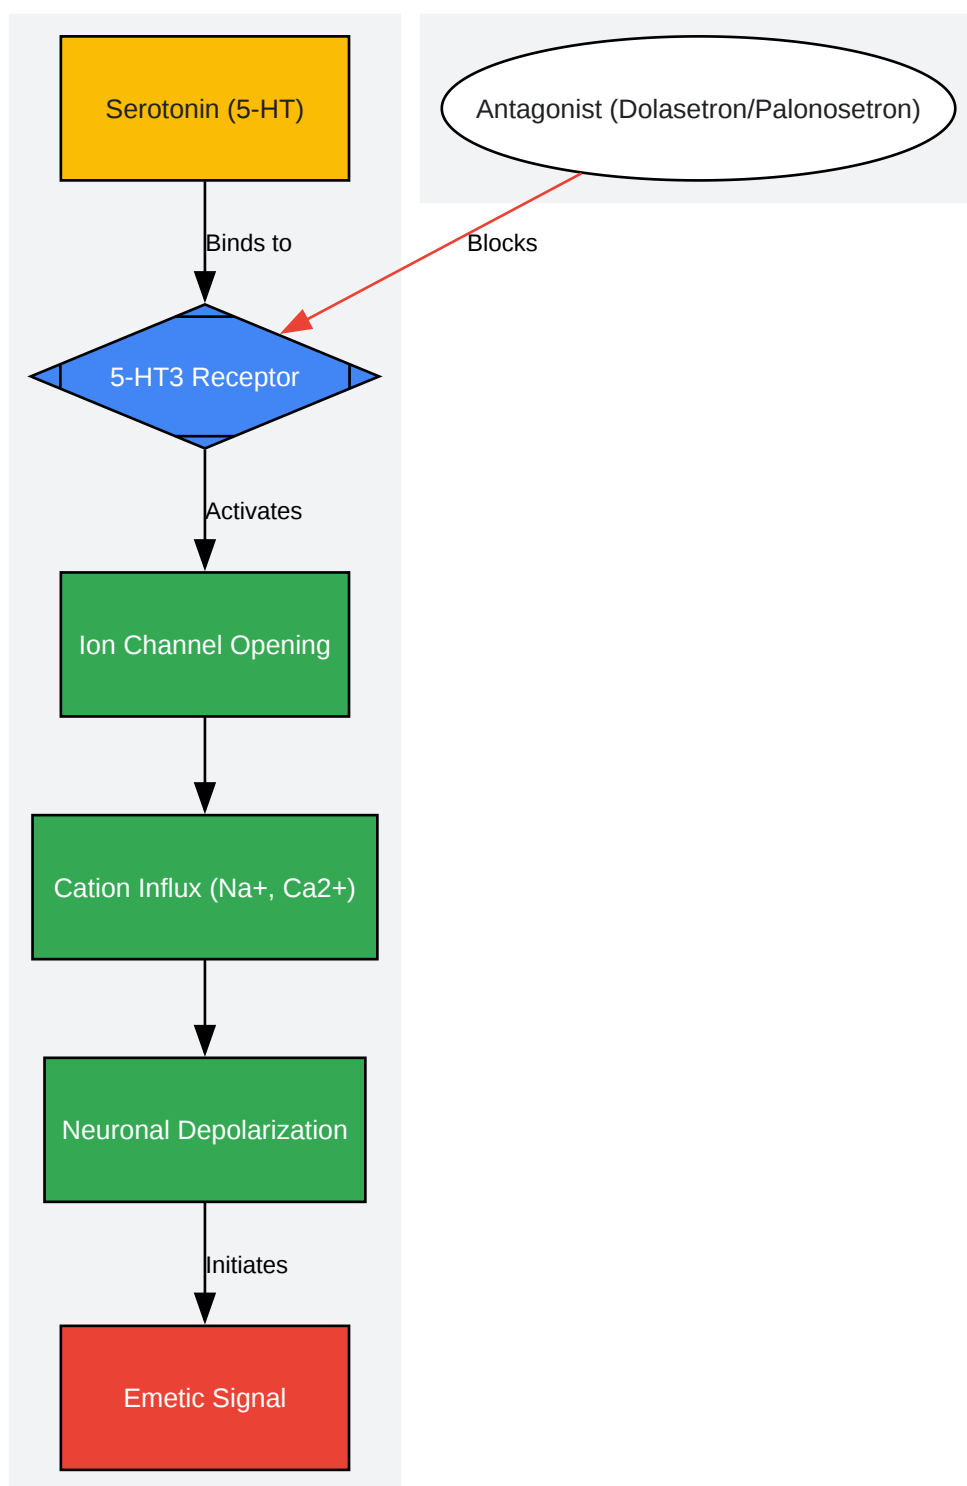 Serotonin (5-HT)
Antagonist (Dolasetron/Palonosetron)
Binds to
Blocks
5-HT3 Receptor
Activates
Ion Channel Opening
Cation Influx (Na+, Ca2+)
Neuronal Depolarization
Initiates
Emetic Signal